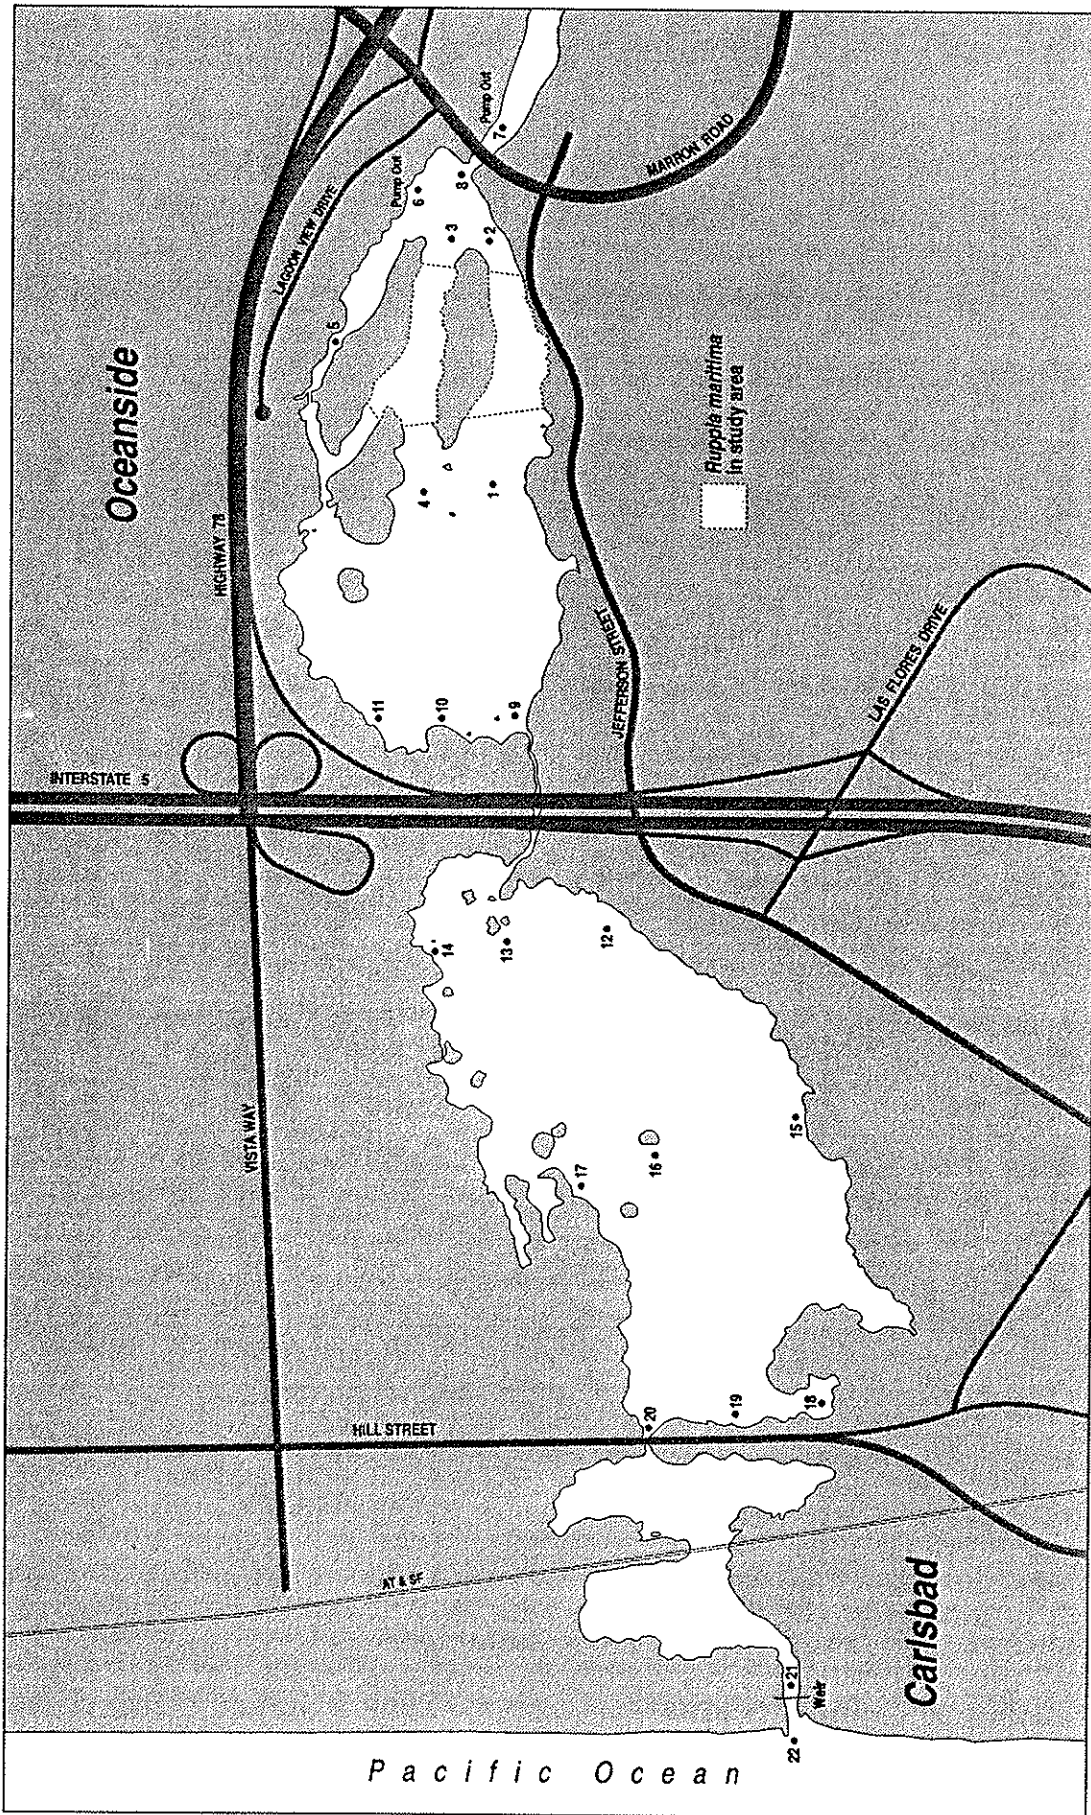 Oceanside
HIGHWAY 78
LAGOON VIEW DRIVE
Pump Out
Pump Out
MARRON ROAD
7
6
8
3
2
5
4
1
Ruppia maritima
in study area
JEFFERSON STREET
LAS FLORES DRIVE
INTERSTATE 5
11
10
9
14
13
12
VISTA WAY
17
16
15
HILL STREET
20
19
18
AT & SF
Carlsbad
21
Weir
22
Pacific Ocean